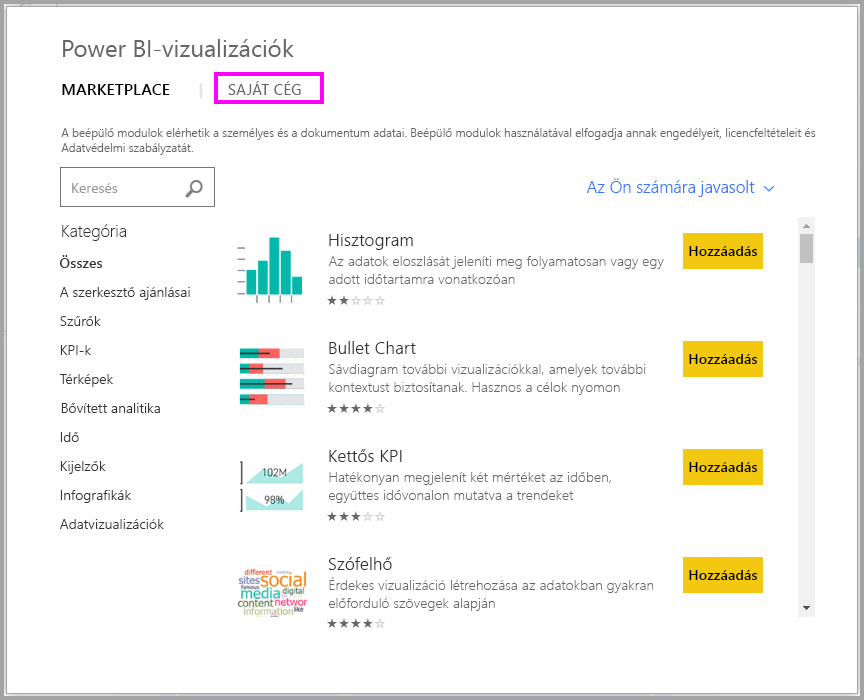 Power BI-vizualizációk
MARKETPLACE | SAJÁT CÉG
A beépülő modulok elérhetik a személyes és a dokumentum adatai. Beépülő modulok használatával elfogadja annak engedélyeit, licencfeltételeit és
Adatvédelmi szabályzatát.
Keresés
Az Ön számára javasolt
Kategória
Összes
A szerkesztő ajánlásai
Szűrők
KPI-k
Térképek
Bővített analitika
Idő
Kijelzők
Infografikák
Adatvizualizációk
Hisztogram
Az adatok eloszlását jeleníti meg folyamatosan vagy egy
adott időtartamra vonatkozóan
Hozzáadás
Bullet Chart
Sávdiagram további vizualizációkkal, amelyek további
kontextust biztosítanak. Hasznos a célok nyomon
Hozzáadás
102M
98%
Kettős KPI
Hatékonyan megjelenít két mértéket az időben,
együttes idővonalon mutatva a trendeket
Hozzáadás
different
sites social
famous
media digital
content networ
information like
Szófelhő
Érdekes vizualizáció létrehozása az adatokban gyakran
előforduló szövegek alapján
Hozzáadás